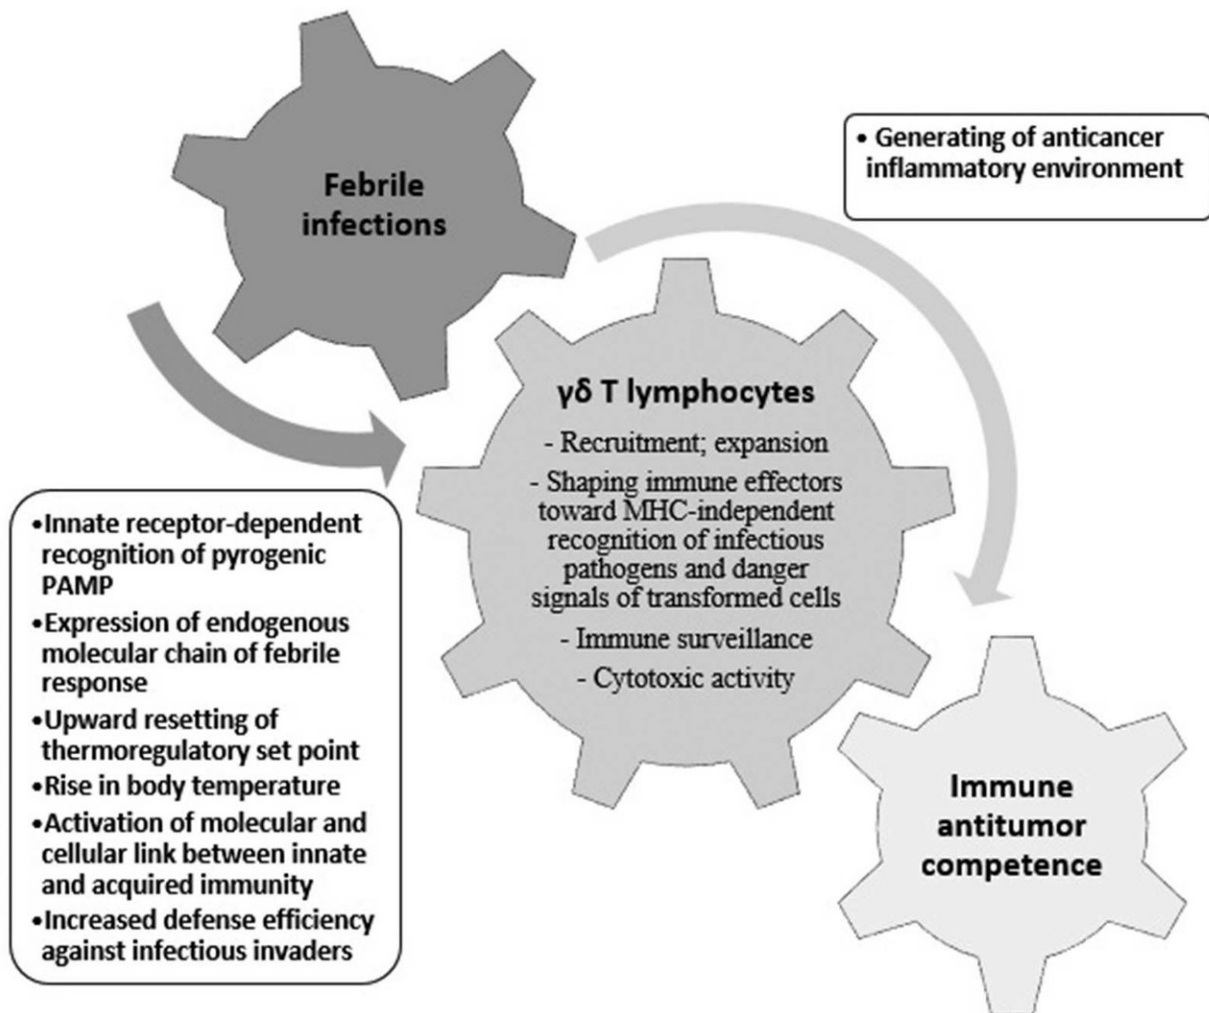 Febrile
infections
• Generating of anticancer
inflammatory environment
γδ T lymphocytes
- Recruitment; expansion
- Shaping immune effectors
toward MHC-independent
recognition of infectious
pathogens and danger
signals of transformed cells
- Immune surveillance
- Cytotoxic activity
•Innate receptor-dependent
recognition of pyrogenic
PAMP
•Expression of endogenous
molecular chain of febrile
response
•Upward resetting of
thermoregulatory set point
•Rise in body temperature
•Activation of molecular and
cellular link between innate
and acquired immunity
•Increased defense efficiency
against infectious invaders
Immune
antitumor
competence